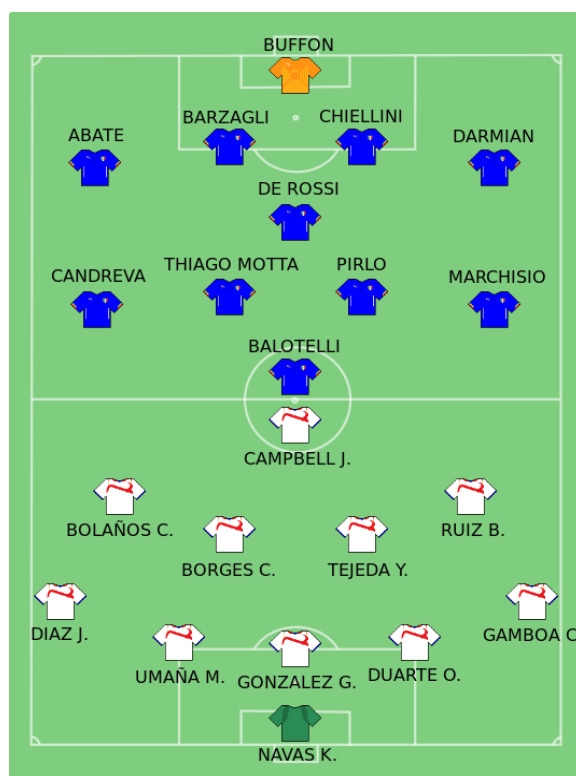 BUFFON
BARZAGLI
CHIELLINI
ABATE
DARMIAN
DE ROSSI
THIAGO MOTTA
PIRLO
CANDREVA
MARCHISIO
BALOTELLI
CAMPBELL J.
BOLAÑOS C.
RUIZ B.
BORGES C.
TEJEDA Y.
DIAZ J.
GAMBOA C
UMAÑA M.
GONZALEZ G.
DUARTE O.
NAVAS K.